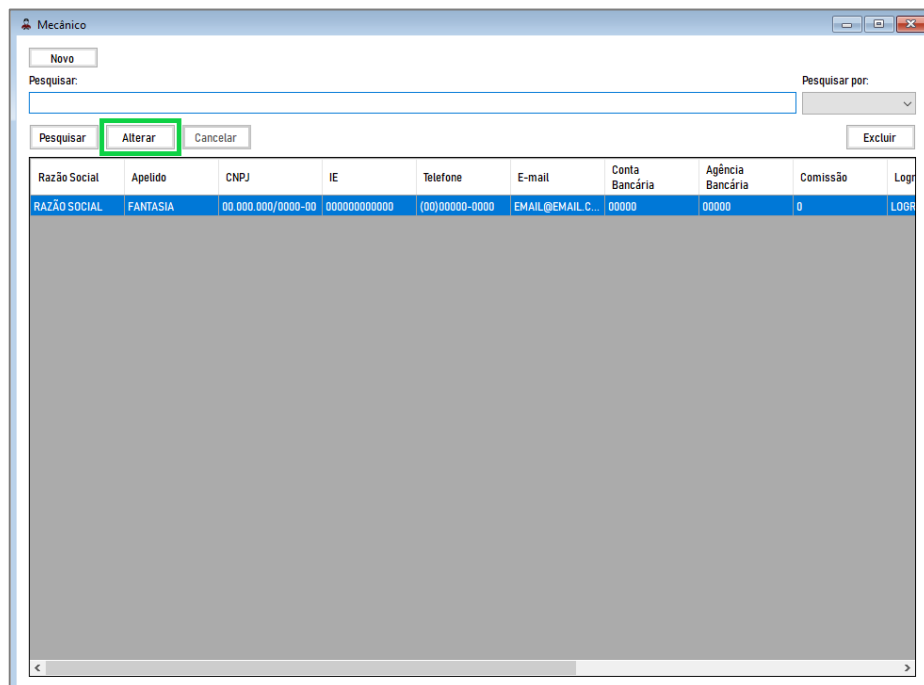 Mecânico
Novo
Pesquisar:
Pesquisar por:
Pesquisar Alterar Cancelar Excluir
Razão Social Apelido CNPJ IE Telefone E-mail Conta Bancária Agência Bancária Comissão Logr
RAZÃO SOCIAL FANTASIA 00.000.000/0000-00 000000000000 (00)00000-0000 EMAIL@EMAIL.C... 00000 00000 0 LOGR